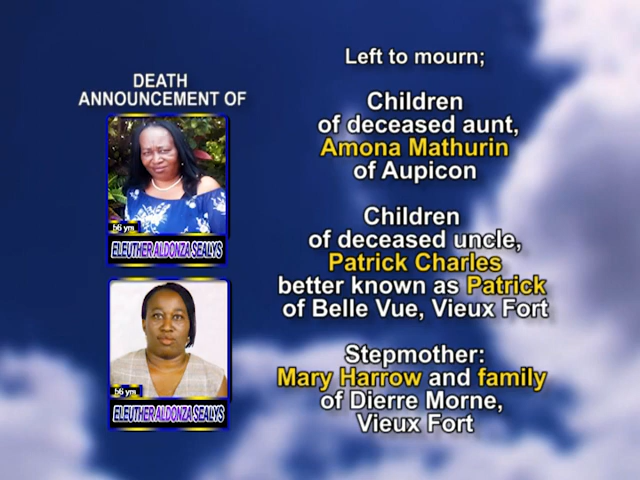 DEATH
ANNOUNCEMENT OF
66 yrs
ELEUTHER ALDONZA SEALYS
66 yrs
ELEUTHER ALDONZA SEALYS
Left to mourn;
Children
of deceased aunt,
Amona Mathurin
of Aupicon
Children
of deceased uncle,
Patrick Charles
better known as Patrick
of Belle Vue, Vieux Fort
Stepmother:
Mary Harrow and family
of Dierre Morne,
Vieux Fort